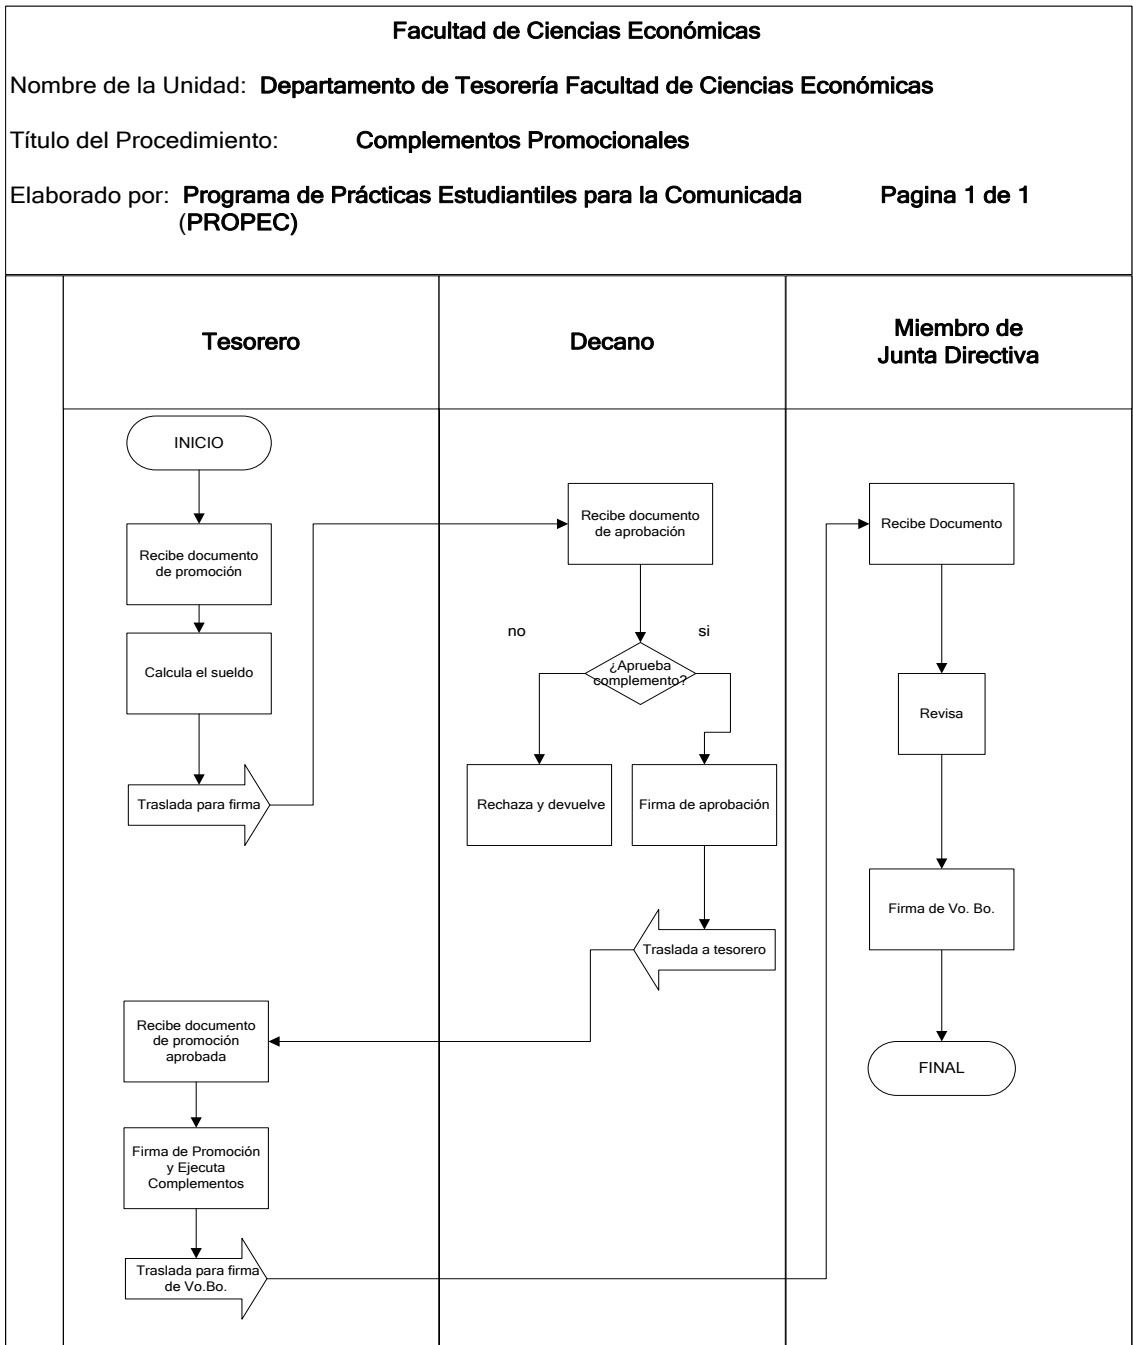 Facultad de Ciencias Económicas
Nombre de la Unidad: Departamento de Tesorería Facultad de Ciencias Económicas
Título del Procedimiento: Complementos Promocionales
Elaborado por: Programa de Prácticas Estudiantiles para la Comunicada Pagina 1 de 1
(PROPEC)
Tesorero
Decano
Miembro de
Junta Directiva
INICIO
Recibe documento
de promoción
Calcula el sueldo
Traslada para firma
Recibe documento
de aprobación
no
si
¿Aprueba
complemento?
Rechaza y devuelve
Firma de aprobación
Traslada a tesorero
Recibe documento
de promoción
aprobada
Firma de Promoción
y Ejecuta
Complementos
Traslada para firma
de Vo.Bo.
Recibe Documento
Revisa
Firma de Vo. Bo.
FINAL